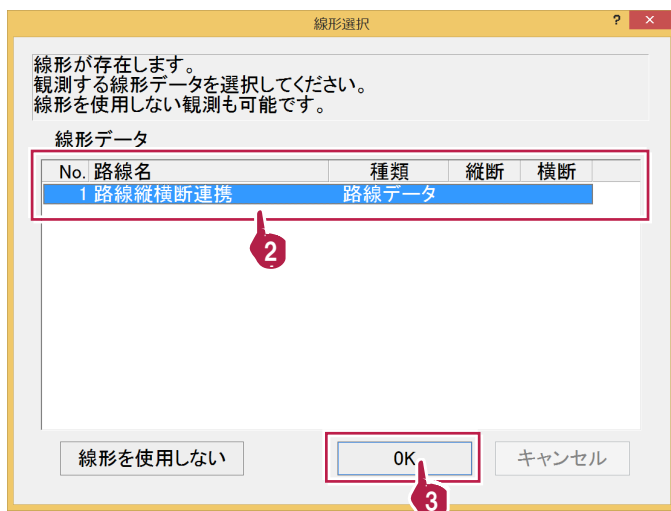 線形選択
? ×
線形が存在します。
観測する線形データを選択してください。
線形を使用しない観測も可能です。
線形データ
No. 路線名 種類 縦断 横断
1 路線縦横断連携 路線データ
2
線形を使用しない OK キャンセル
3